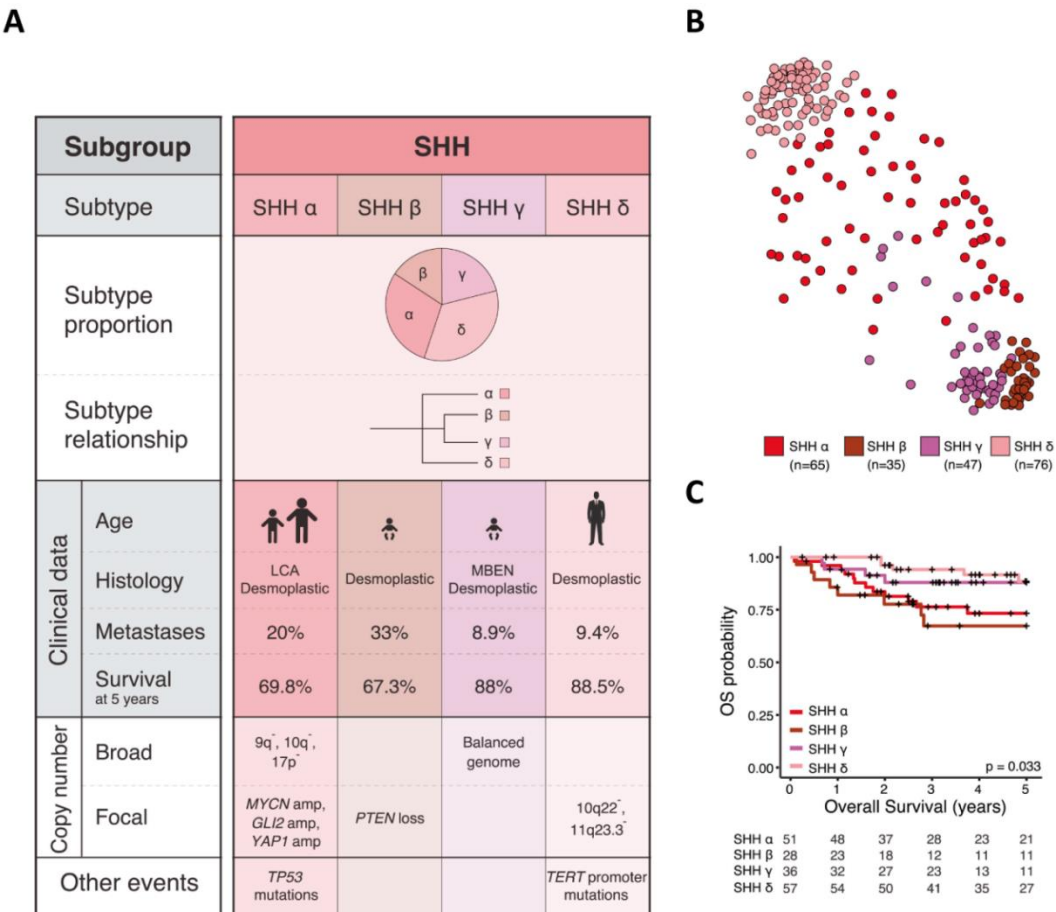 A
Subgroup
SHH
Subtype
SHH α
SHH β
SHH γ
SHH δ
Subtype
proportion
β
γ
α
δ
Subtype
relationship
α
β
γ
δ
Clinical data
Age
Histology
LCA
Desmoplastic
Desmoplastic
MBEN
Desmoplastic
Desmoplastic
Metastases
20%
33%
8.9%
9.4%
Survival
at 5 years
69.8%
67.3%
88%
88.5%
Copy number
Broad
9q⁻, 10q⁻,
17p⁻
Balanced
genome
Focal
MYCN amp,
GLI2 amp,
YAP1 amp
PTEN loss
10q22⁻,
11q23.3⁻
Other events
TP53
mutations
TERT promoter
mutations
B
SHH α
(n=65)
SHH β
(n=35)
SHH γ
(n=47)
SHH δ
(n=76)
C
OS probability
1.00
0.75
0.50
0.25
0.00
SHH α
SHH β
SHH γ
SHH δ
p = 0.033
0 1 2 3 4 5
Overall Survival (years)
SHH α 51 48 37 28 23 21
SHH β 28 23 18 12 11 11
SHH γ 36 32 27 23 13 11
SHH δ 57 54 50 41 35 27